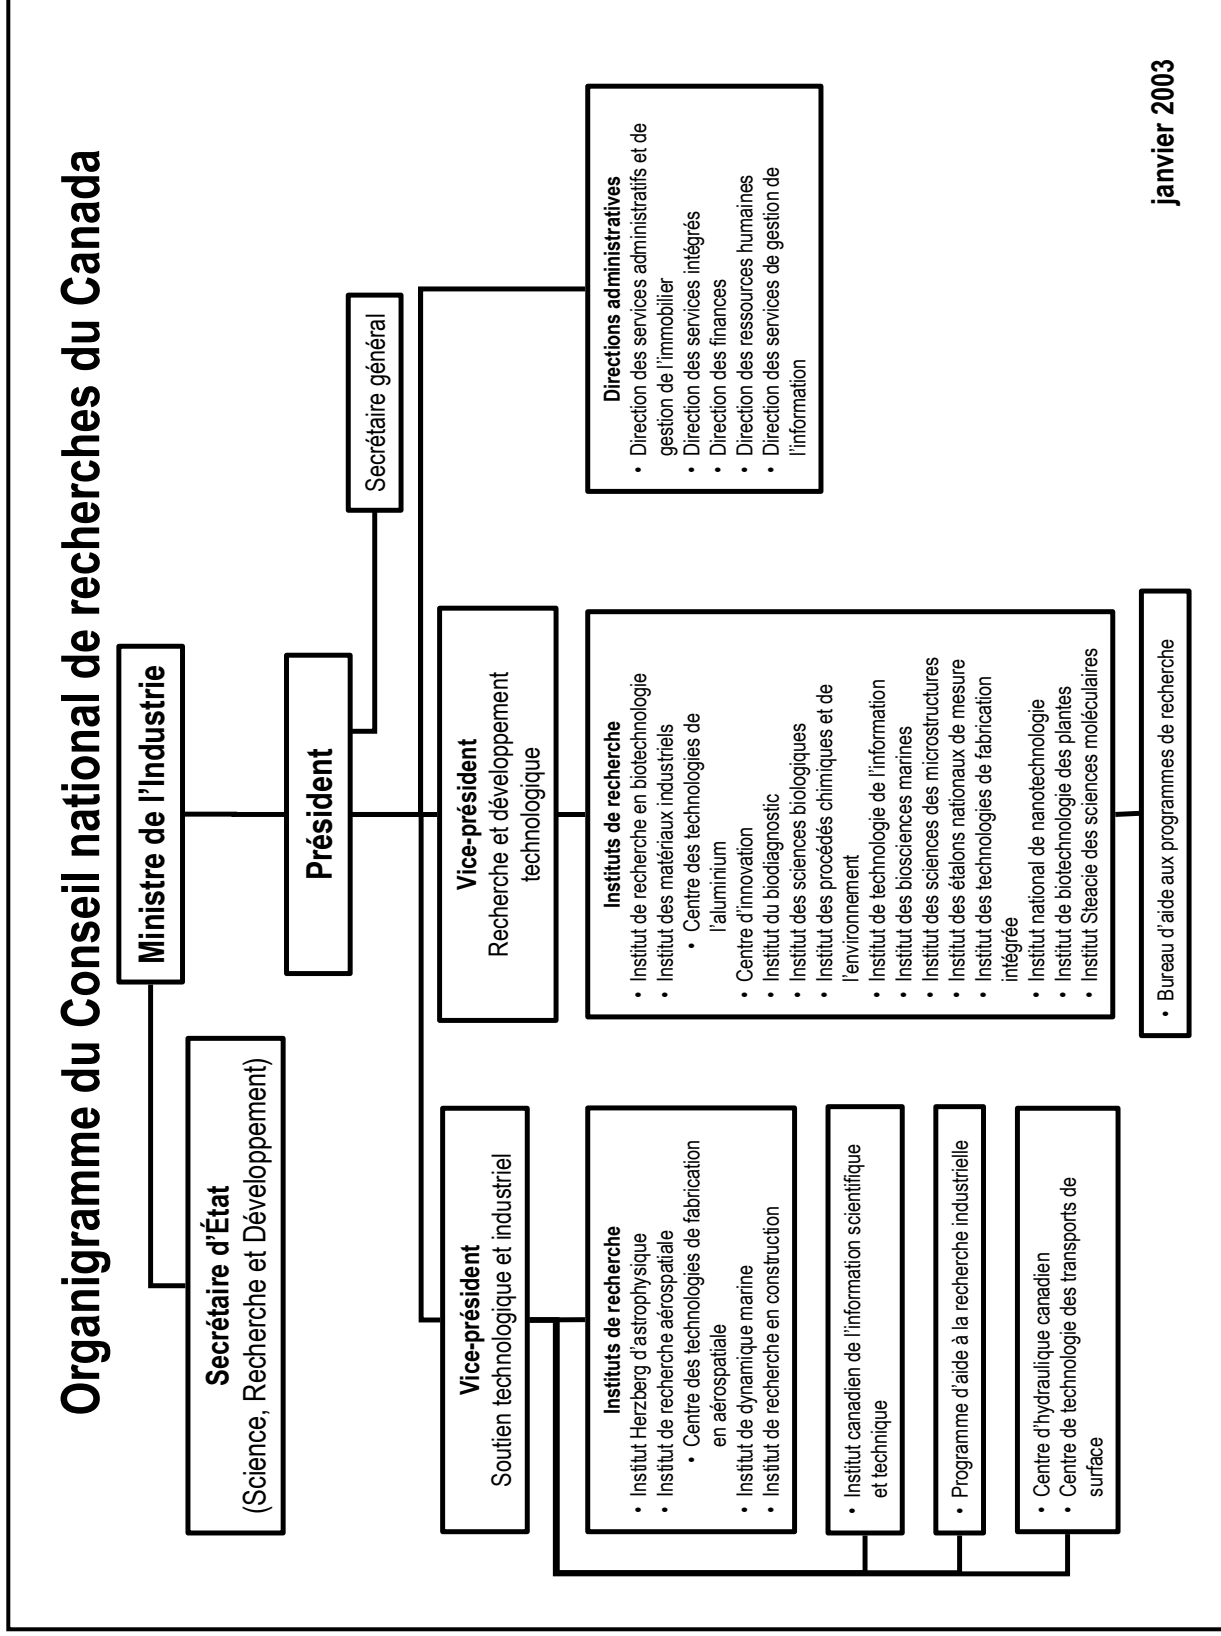 Organigramme du Conseil national de recherches du Canada
Ministre de l'Industrie
Secrétaire d'État
(Science, Recherche et Développement)
Président
Secrétaire général
Vice-président
Soutien technologique et industriel
Vice-président
Recherche et développement
technologique
Instituts de recherche
• Institut Herzberg d'astrophysique
• Institut de recherche aérospatiale
• Centre des technologies de fabrication
en aérospatiale
• Institut de dynamique marine
• Institut de recherche en construction
• Institut canadien de l'information scientifique
et technique
• Programme d'aide à la recherche industrielle
• Centre d'hydraulique canadien
• Centre de technologie des transports de
surface
Instituts de recherche
• Institut de recherche en biotechnologie
• Institut des matériaux industriels
• Centre des technologies de
l'aluminium
• Centre d'innovation
• Institut du biodiagnostic
• Institut des sciences biologiques
• Institut des procédés chimiques et de
l'environnement
• Institut de technologie de l'information
• Institut des biosciences marines
• Institut des sciences des microstructures
• Institut des étalons nationaux de mesure
• Institut des technologies de fabrication
intégrée
• Institut national de nanotechnologie
• Institut de biotechnologie des plantes
• Institut Steacie des sciences moléculaires
• Bureau d'aide aux programmes de recherche
Directions administratives
• Direction des services administratifs et de
gestion de l'immobilier
• Direction des services intégrés
• Direction des finances
• Direction des ressources humaines
• Direction des services de gestion de
l'information
janvier 2003